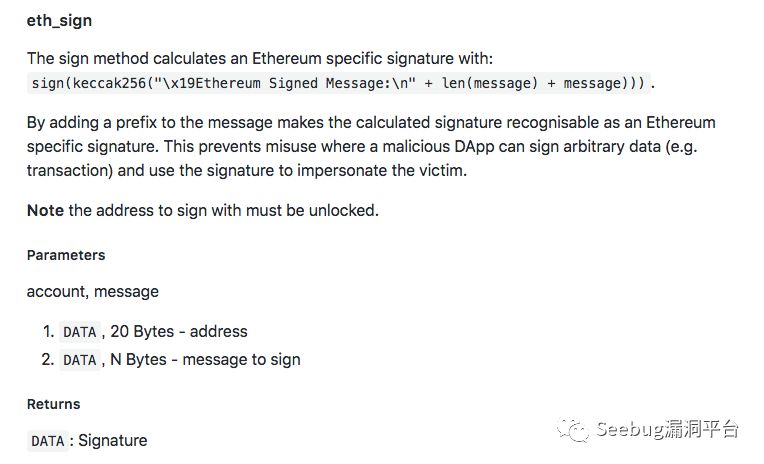 eth_sign
The sign method calculates an Ethereum specific signature with:
sign(keccak256("\x19Ethereum Signed Message:\n" + len(message) + message))).
By adding a prefix to the message makes the calculated signature recognisable as an Ethereum
specific signature. This prevents misuse where a malicious DApp can sign arbitrary data (e.g.
transaction) and use the signature to impersonate the victim.
Note the address to sign with must be unlocked.
Parameters
account, message
1. DATA, 20 Bytes - address
2. DATA, N Bytes - message to sign
Returns
DATA: Signature
Seebug漏洞平台